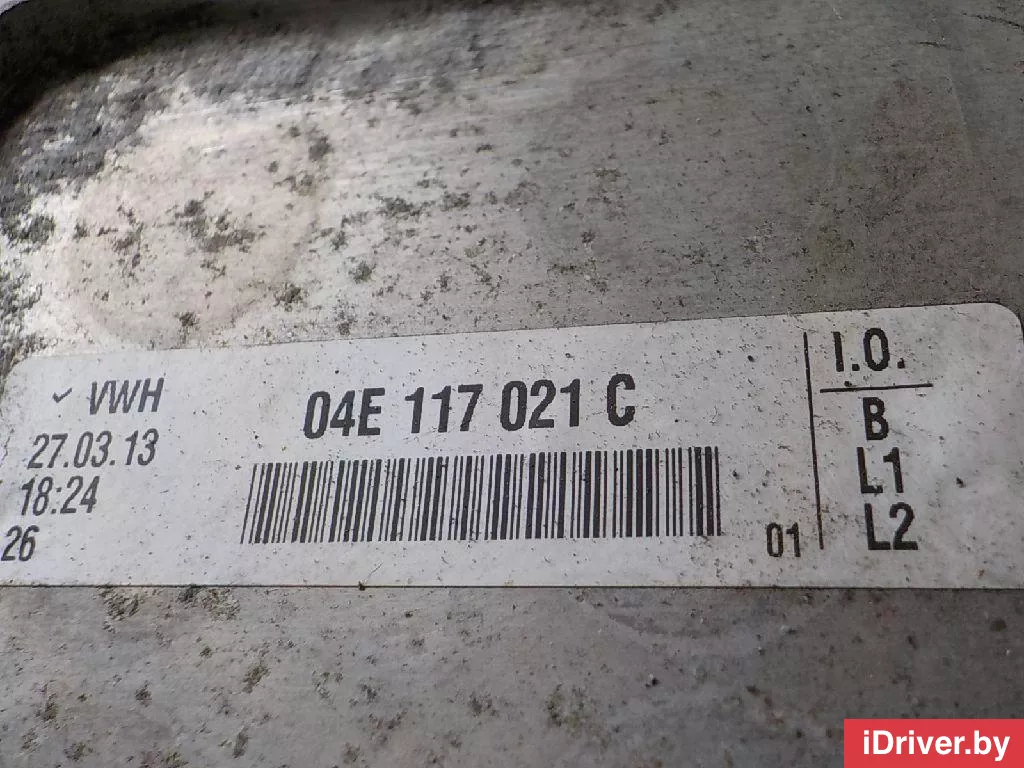 ✓ VWH
27.03.13
18:24
26
04E 117 021 C
01
I.O.
B
L1
L2
iDriver.by